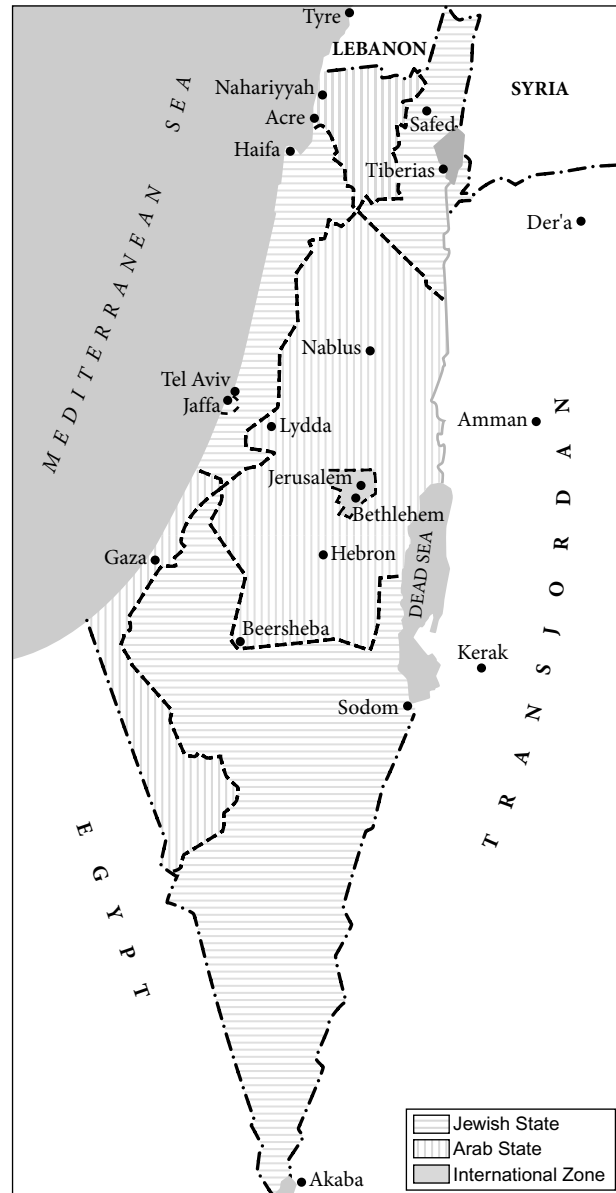 Tyre
LEBANON
Nahariyyah
SYRIA
Acre
Safed
Haifa
Tiberias
Der'a
MEDITERRANEAN SEA
Nablus
Tel Aviv
Jaffa
Amman
Lydda
Jerusalem
Bethlehem
Gaza
Hebron
DEAD SEA
TRANSJORDAN
Beersheba
Kerak
Sodom
EGYPT
Akaba
Jewish State
Arab State
International Zone